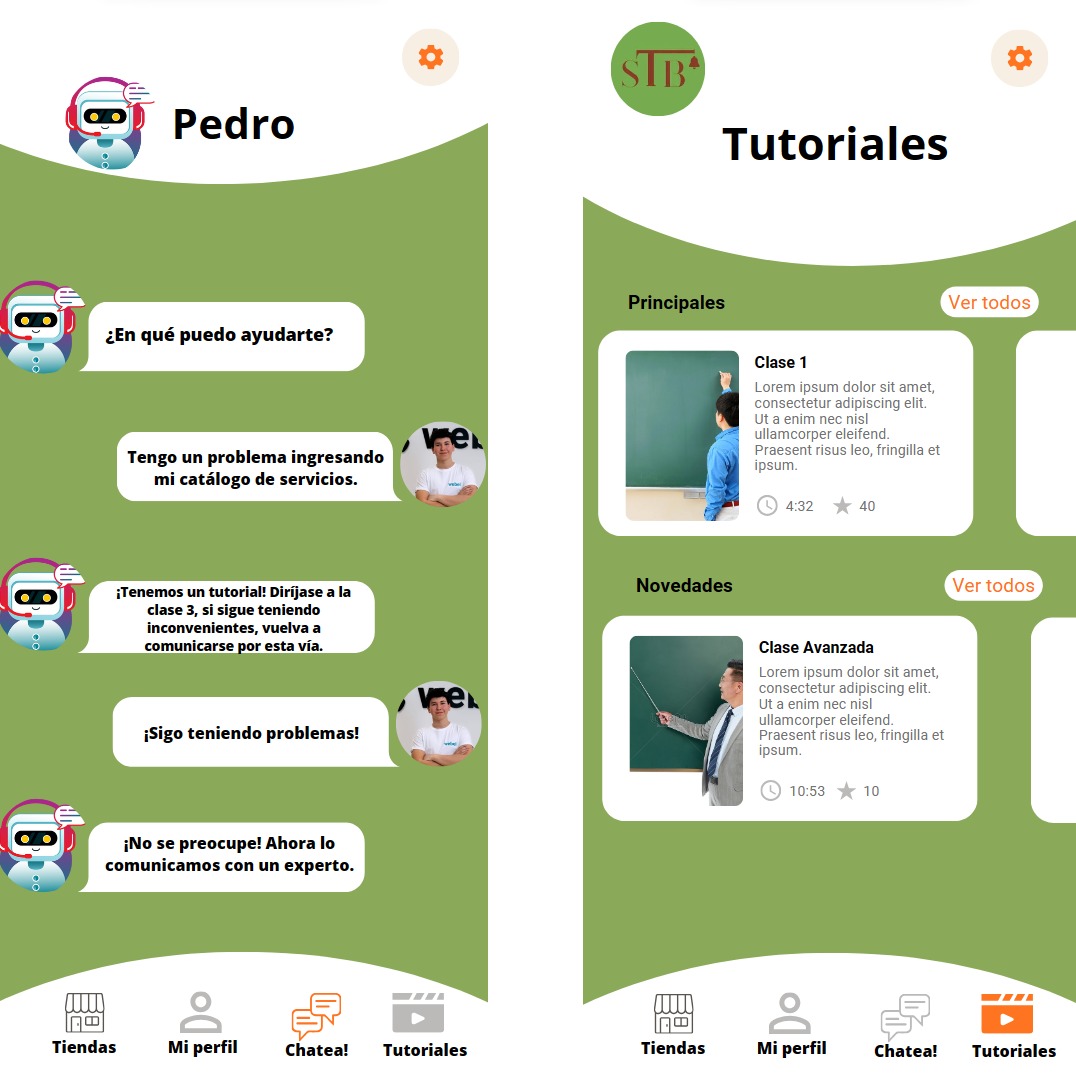 Pedro
¿En qué puedo ayudarte?
Tengo un problema ingresando
mi catálogo de servicios.
web
¡Tenemos un tutorial! Diríjase a la
clase 3, si sigue teniendo
inconvenientes, vuelva a
comunicarse por esta vía.
¡Sigo teniendo problemas!
web
¡No se preocupe! Ahora lo
comunicamos con un experto.
Tiendas
Mi perfil
Chatea!
Tutoriales
STB
Tutoriales
Principales
Ver todos
Clase 1
Lorem ipsum dolor sit amet,
consectetur adipiscing elit.
Ut a enim nec nisl
ullamcorper eleifend.
Praesent risus leo, fringilla et
ipsum.
4:32
40
Novedades
Ver todos
Clase Avanzada
Lorem ipsum dolor sit amet,
consectetur adipiscing elit.
Ut a enim nec nisl
ullamcorper eleifend.
Praesent risus leo, fringilla et
ipsum.
10:53
10
Tiendas
Mi perfil
Chatea!
Tutoriales